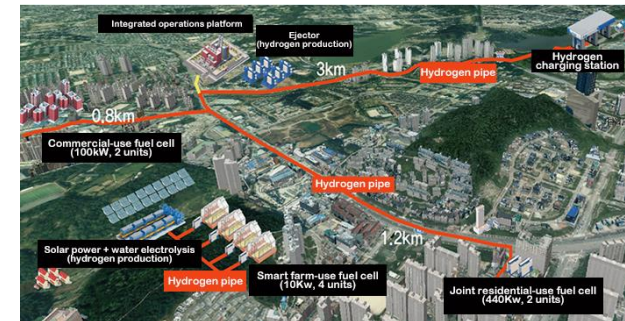 Integrated operations platform
Ejector
(hydrogen production)
3km
Hydrogen pipe
Hydrogen
charging station
0.8km
Commercial-use fuel cell
(100kW, 2 units)
Hydrogen pipe
1.2km
Solar power + water electrolysis
(hydrogen production)
Hydrogen pipe
Smart farm-use fuel cell
(10Kw, 4 units)
Joint residential-use fuel cell
(440Kw, 2 units)